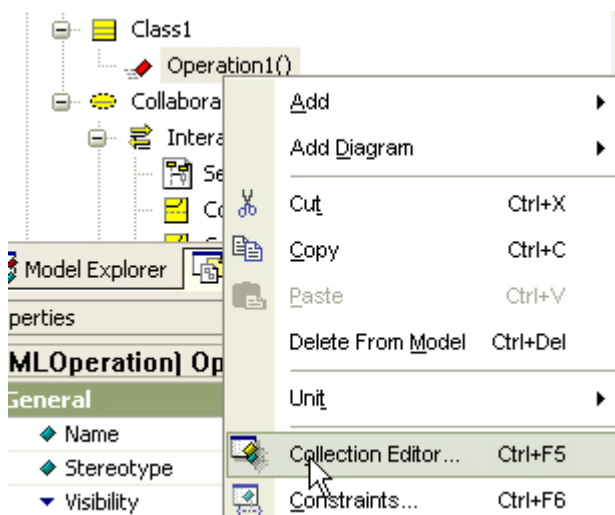 Class1
Operation1()
Collabora
Intera
Se
Co
Model Explorer
perties
MLOperation) Op
General
Name
Stereotype
Visibility
Add
Add Diagram
Cut Ctrl+X
Copy Ctrl+C
Paste Ctrl+V
Delete From Model Ctrl+Del
Unit
Collection Editor... Ctrl+F5
Constraints... Ctrl+F6